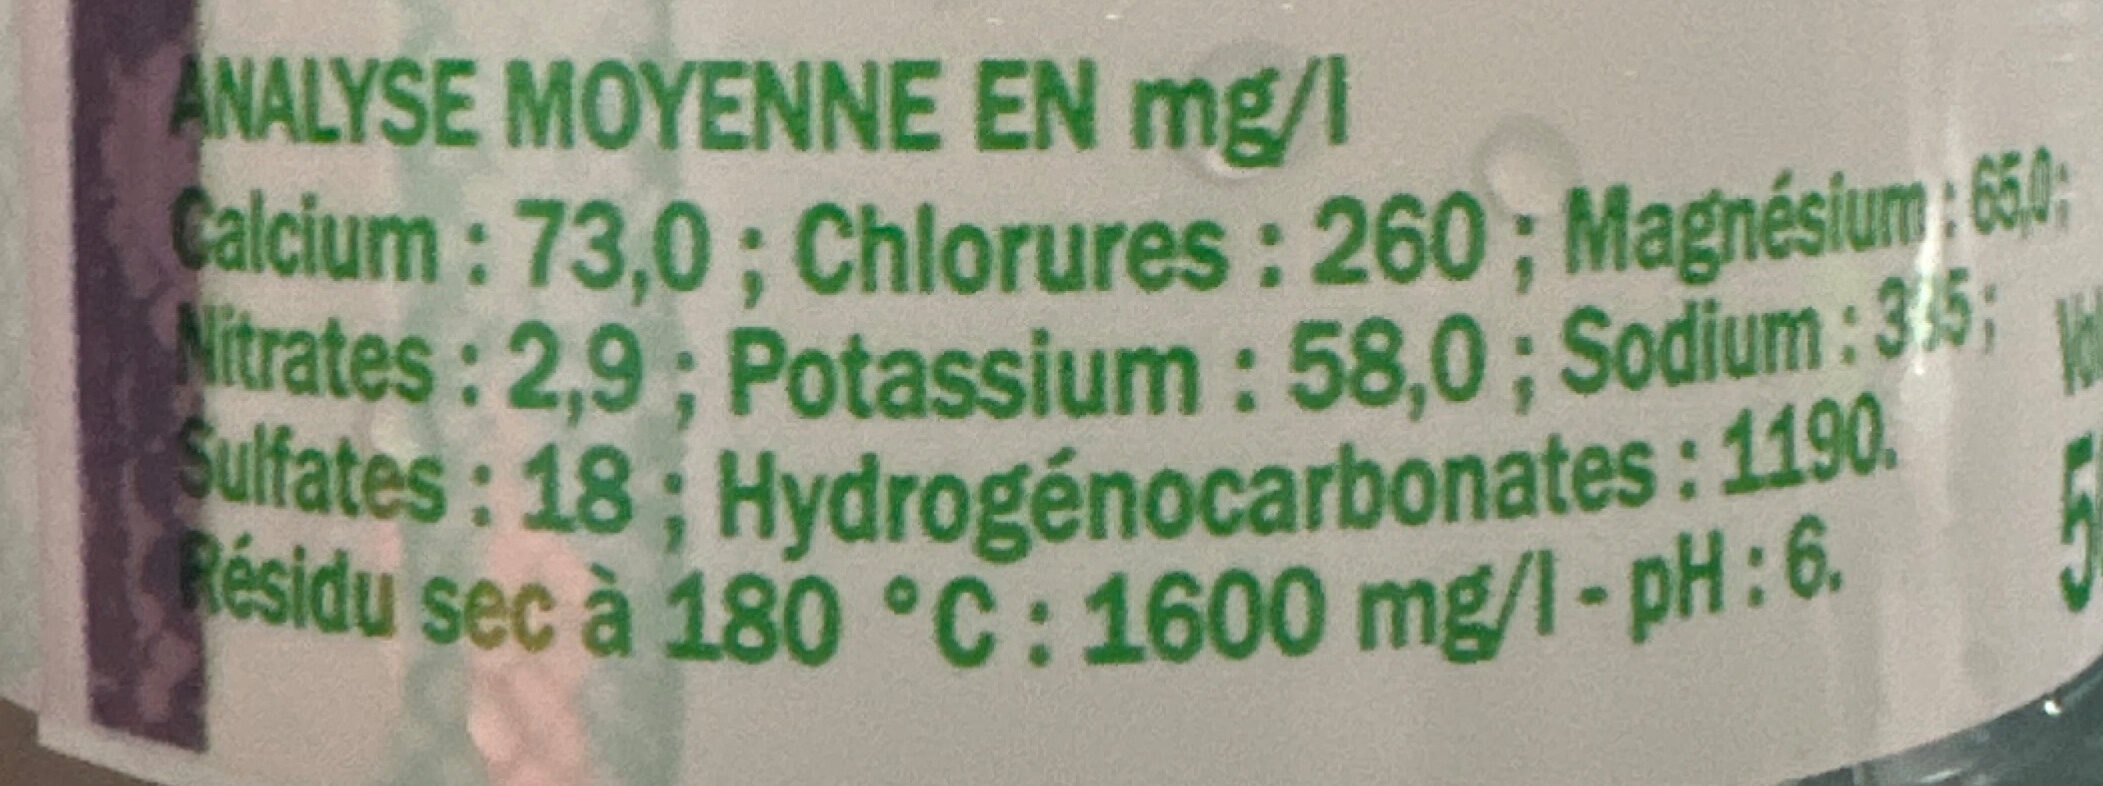 ANALYSE MOYENNE EN mg/l
Calcium : 73,0 ; Chlorures : 260 ; Magnésium : 65,0 ;
Nitrates : 2,9 ; Potassium : 58,0 ; Sodium :
Sulfates : 18 ; Hydrogénocarbonates : 1190.
Résidu sec à 180 °C : 1600 mg/l - pH : 6.